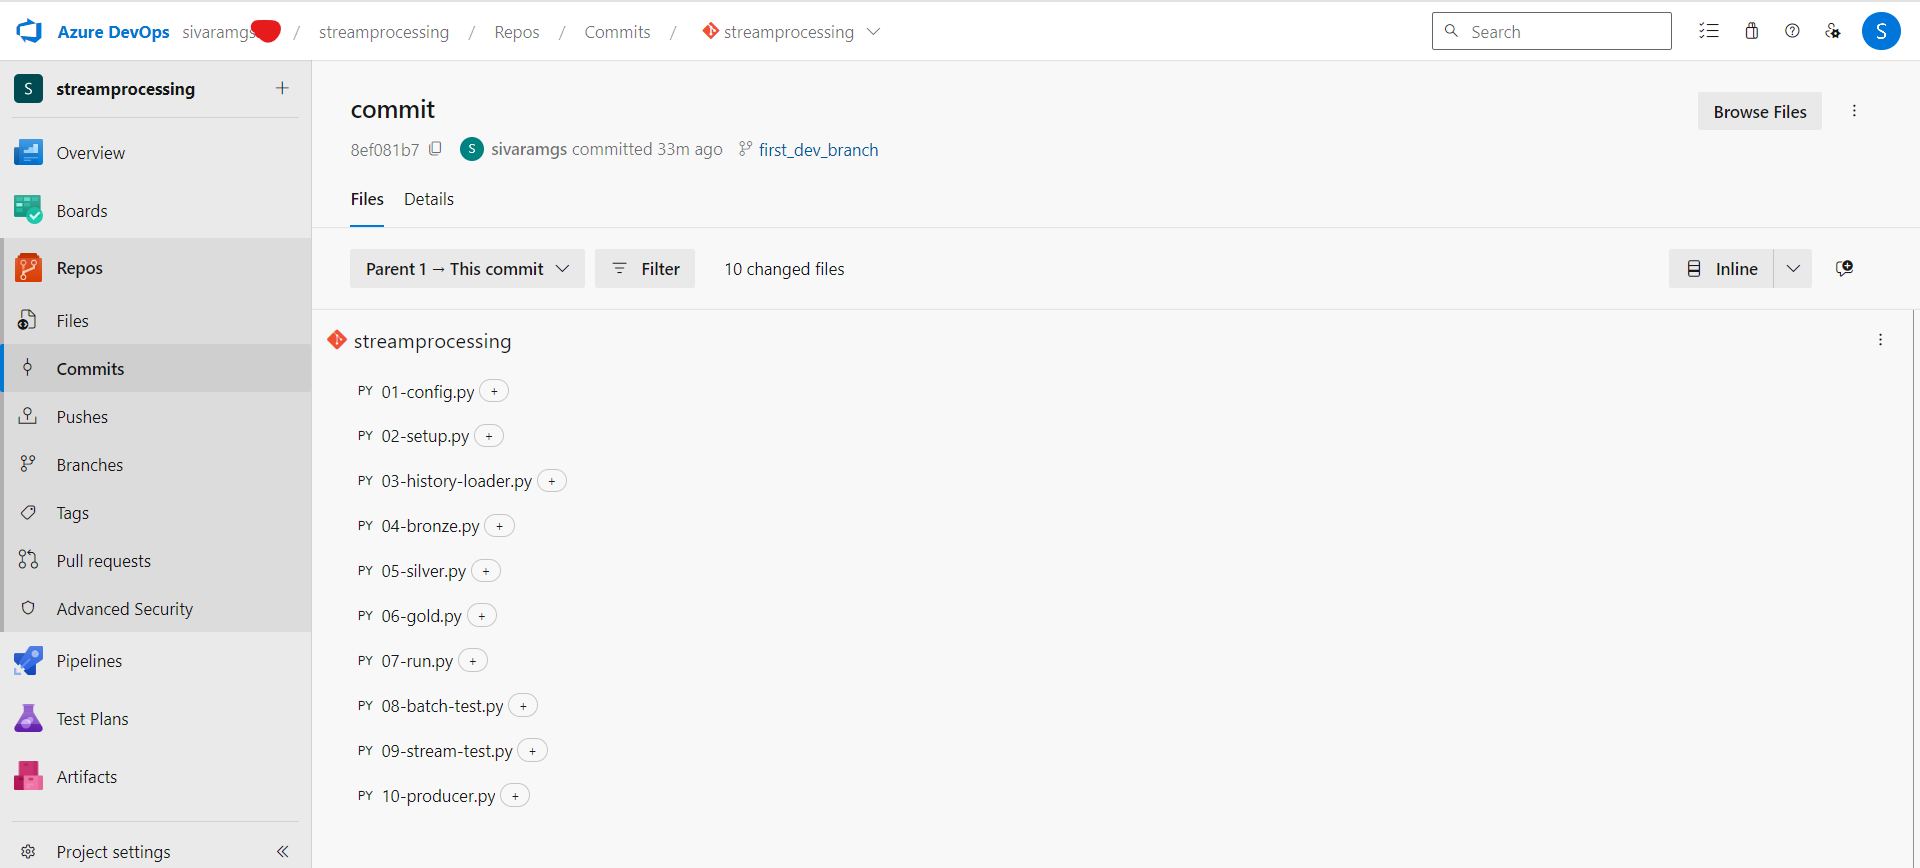 Azure DevOps sivaramgs / streamprocessing / Repos / Commits / streamprocessing
Search
S
S streamprocessing +
Overview
Boards
Repos
Files
Commits
Pushes
Branches
Tags
Pull requests
Advanced Security
Pipelines
Test Plans
Artifacts
Project settings
commit
Browse Files
8ef081b7 S sivaramgs committed 33m ago first_dev_branch
Files Details
Parent 1 → This commit Filter 10 changed files Inline
streamprocessing
PY 01-config.py +
PY 02-setup.py +
PY 03-history-loader.py +
PY 04-bronze.py +
PY 05-silver.py +
PY 06-gold.py +
PY 07-run.py +
PY 08-batch-test.py +
PY 09-stream-test.py +
PY 10-producer.py +